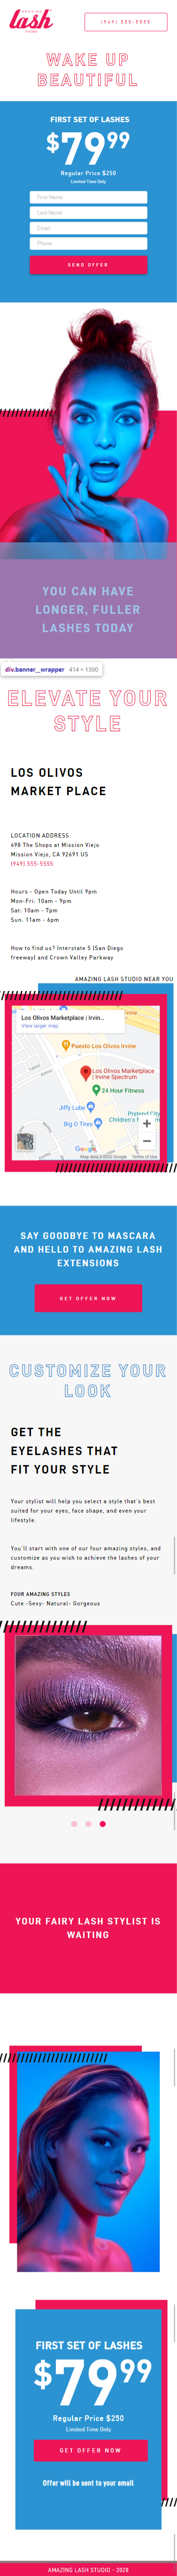 AMAZING
lash
STUDIO
(949) 555-5555
WAKE UP
BEAUTIFUL
FIRST SET OF LASHES
$79⁹⁹
Regular Price $250
Limited Time Only
First Name
Last Name
Email
Phone
SEND OFFER
YOU CAN HAVE
LONGER, FULLER
LASHES TODAY
div.banner__wrapper 414 × 1300
ELEVATE YOUR
STYLE
LOS OLIVOS
MARKET PLACE
LOCATION ADDRESS
498 The Shops at Mission Viejo
Mission Viejo, CA 92691 US
(949) 555-5555
Hours - Open Today Until 9pm
Mon-Fri: 10am - 9pm
Sat: 10am - 7pm
Sun: 11am - 6pm
How to find us? Interstate 5 (San Diego
freeway) and Crown Valley Parkway
AMAZING LASH STUDIO NEAR YOU
Los Olivos Marketplace | Irvin...
View larger map
Puesto Los Olivos Irvine
Los Olivos Marketplace
| Irvine Spectrum
24 Hour Fitness
Jiffy Lube
Pretend City
Big O Tires
Children's
Google
Map data ©2020 Google Terms of Use
SAY GOODBYE TO MASCARA
AND HELLO TO AMAZING LASH
EXTENSIONS
GET OFFER NOW
CUSTOMIZE YOUR
LOOK
GET THE
EYELASHES THAT
FIT YOUR STYLE
Your stylist will help you select a style that's best
suited for your eyes, face shape, and even your
lifestyle.
You'll start with one of our four amazing styles, and
customize as you wish to achieve the lashes of your
dreams.
FOUR AMAZING STYLES
Cute -Sexy- Natural- Gorgeous
YOUR FAIRY LASH STYLIST IS
WAITING
FIRST SET OF LASHES
$79⁹⁹
Regular Price $250
Limited Time Only
GET OFFER NOW
Offer will be sent to your email
AMAZING LASH STUDIO - 2020